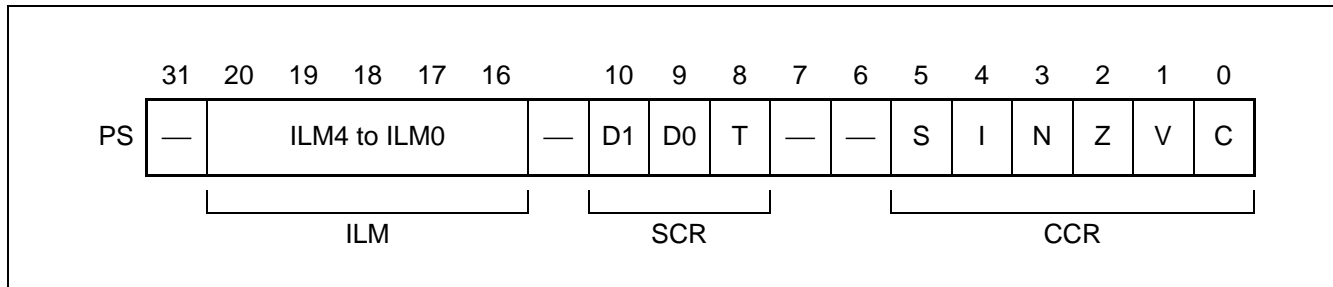 31 20 19 18 17 16 10 9 8 7 6 5 4 3 2 1 0
PS — ILM4 to ILM0 — D1 D0 T — — S I N Z V C
ILM SCR CCR